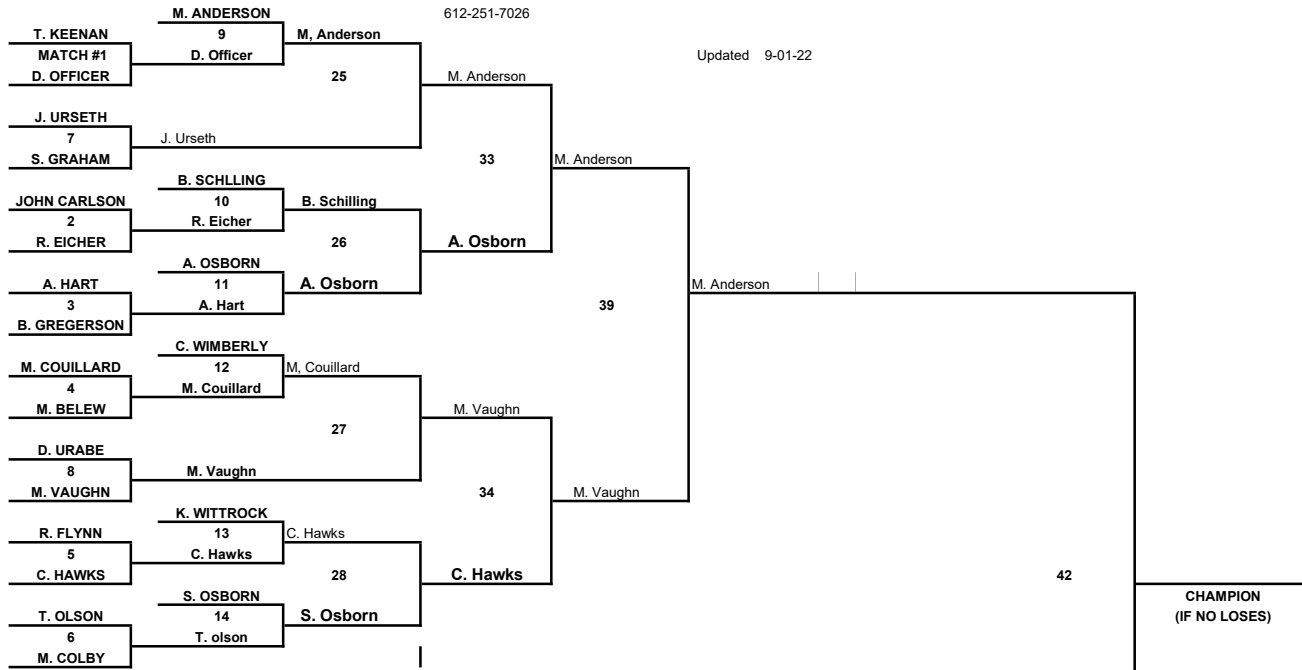 M. ANDERSON 612-251-7026
T. KEENAN 9 M, Anderson
MATCH #1 D. Officer Updated 9-01-22
D. OFFICER 25 M. Anderson
J. URSETH
7 J. Urseth
S. GRAHAM 33 M. Anderson
B. SCHLLING
JOHN CARLSON 10 B. Schilling
2 R. Eicher
R. EICHER 26 A. Osborn
A. OSBORN
A. HART 11 A. Osborn M. Anderson
3 A. Hart 39
B. GREGERSON
C. WIMBERLY
M. COUILLARD 12 M, Couillard
4 M. Couillard
M. BELEW M. Vaughn
27
D. URABE
8 M. Vaughn
M. VAUGHN 34 M. Vaughn
K. WITTROCK
R. FLYNN 13 C. Hawks
5 C. Hawks
C. HAWKS 28 C. Hawks 42
S. OSBORN CHAMPION
T. OLSON 14 S. Osborn (IF NO LOSES)
6 T. olson
M. COLBY